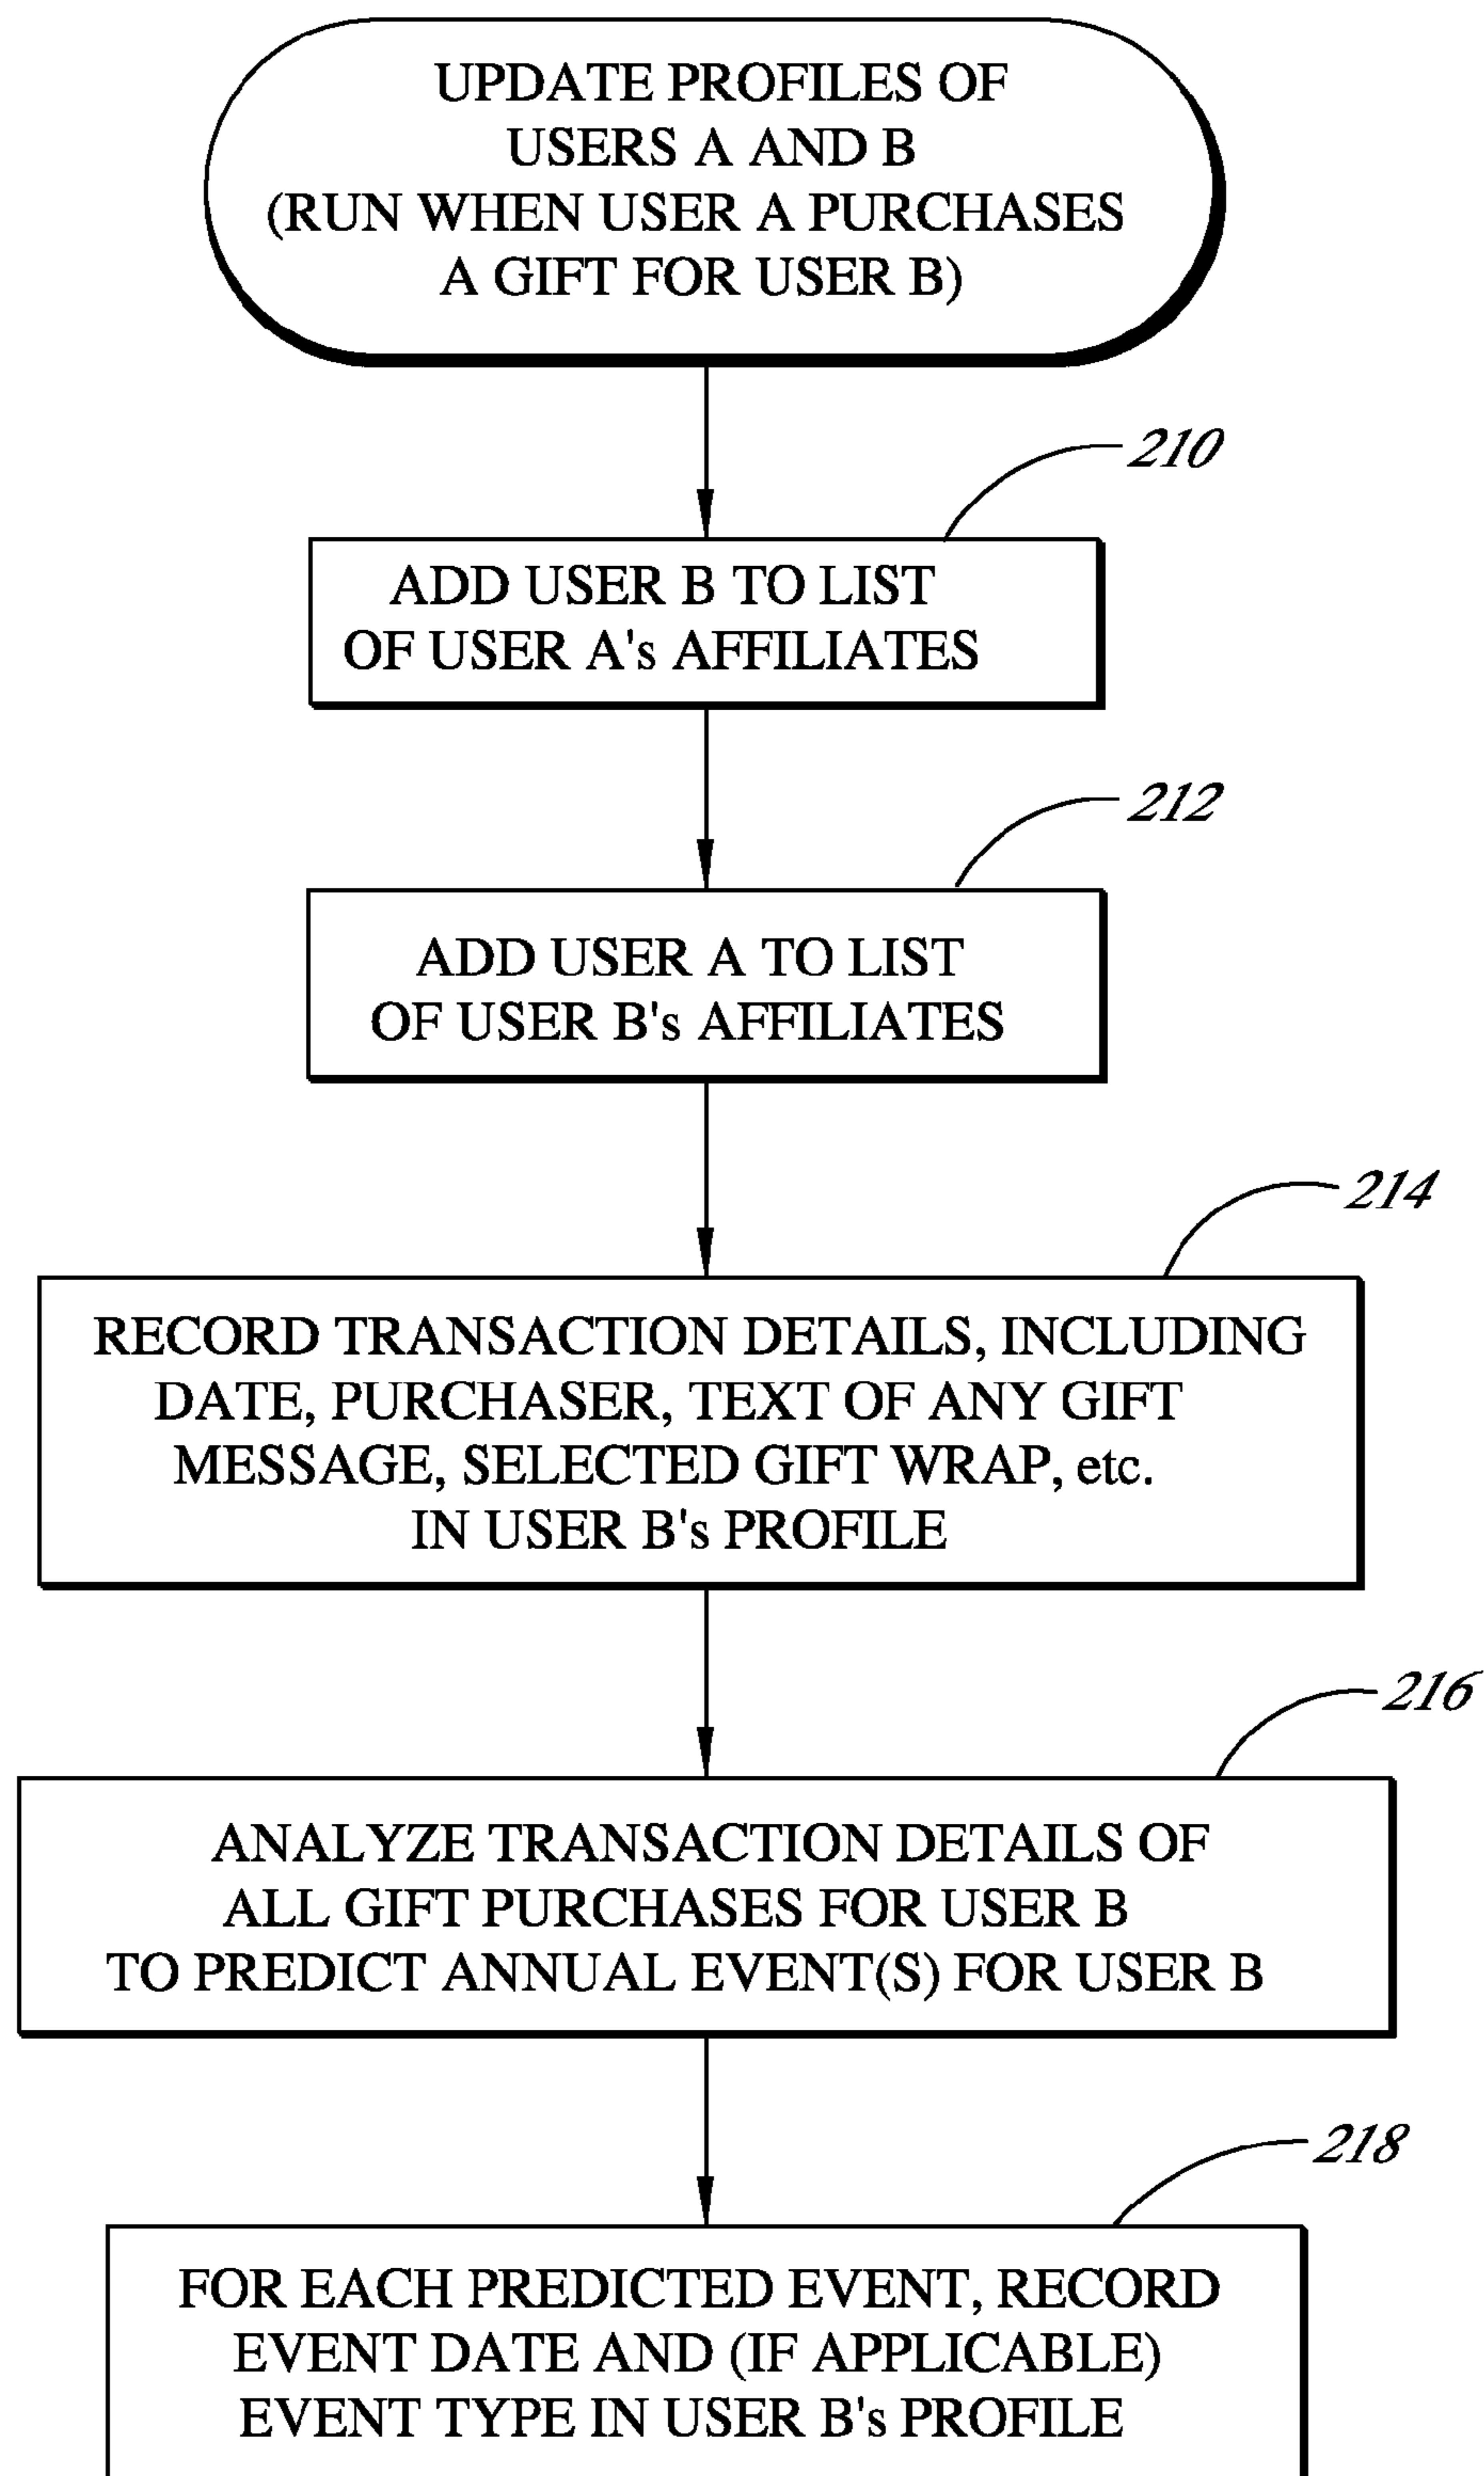 UPDATE PROFILES OF
USERS A AND B
(RUN WHEN USER A PURCHASES
A GIFT FOR USER B)
210
ADD USER B TO LIST
OF USER A's AFFILIATES
212
ADD USER A TO LIST
OF USER B's AFFILIATES
214
RECORD TRANSACTION DETAILS, INCLUDING
DATE, PURCHASER, TEXT OF ANY GIFT
MESSAGE, SELECTED GIFT WRAP, etc.
IN USER B's PROFILE
216
ANALYZE TRANSACTION DETAILS OF
ALL GIFT PURCHASES FOR USER B
TO PREDICT ANNUAL EVENT(S) FOR USER B
218
FOR EACH PREDICTED EVENT, RECORD
EVENT DATE AND (IF APPLICABLE)
EVENT TYPE IN USER B's PROFILE